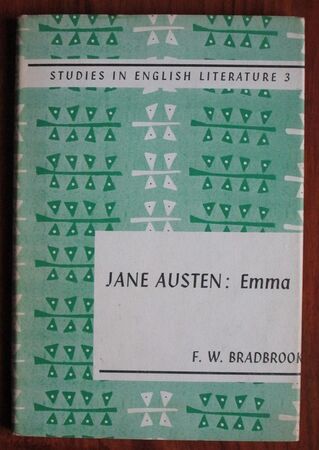 STUDIES IN ENGLISH LITERATURE 3
JANE AUSTEN: Emma
F. W. BRADBROOK